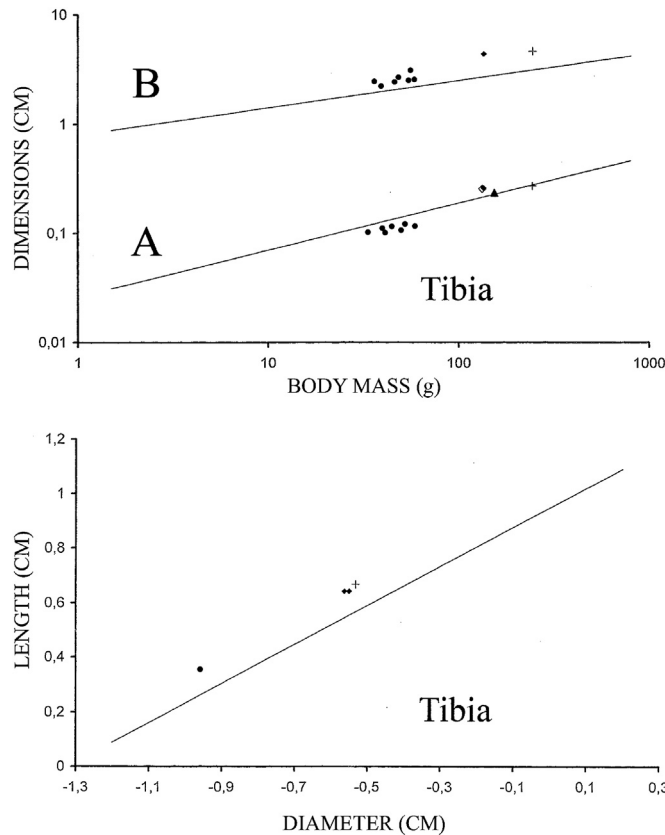 10
B
1
DIMENSIONS (CM)
0,1
A
Tibia
0,01
1 10 100 1000
BODY MASS (g)
1,2
1
0,8
LENGTH (CM)
0,6
0,4
Tibia
0,2
0
-1,3 -1,1 -0,9 -0,7 -0,5 -0,3 -0,1 0,1 0,3
DIAMETER (CM)